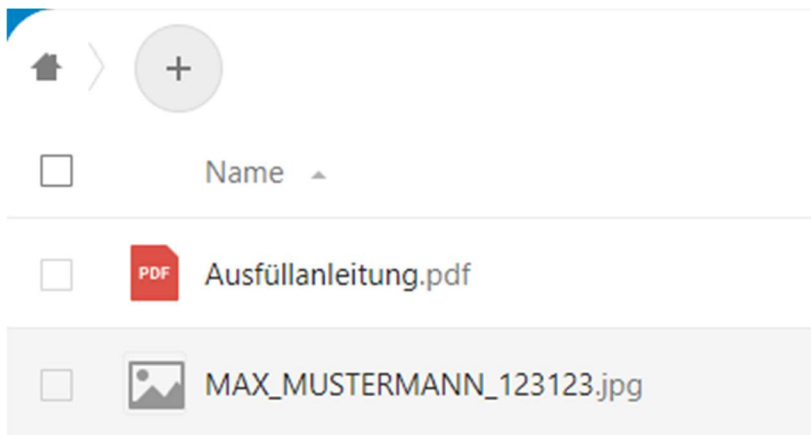 +
Name
PDF
Ausfüllanleitung.pdf
MAX_MUSTERMANN_123123.jpg